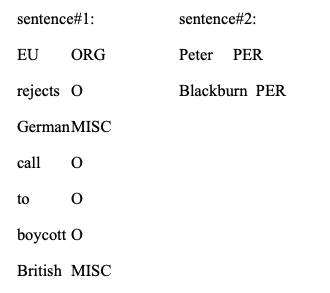 sentence#1:
EU ORG
rejects O
German MISC
call O
to O
boycott O
British MISC
sentence#2:
Peter PER
Blackburn PER